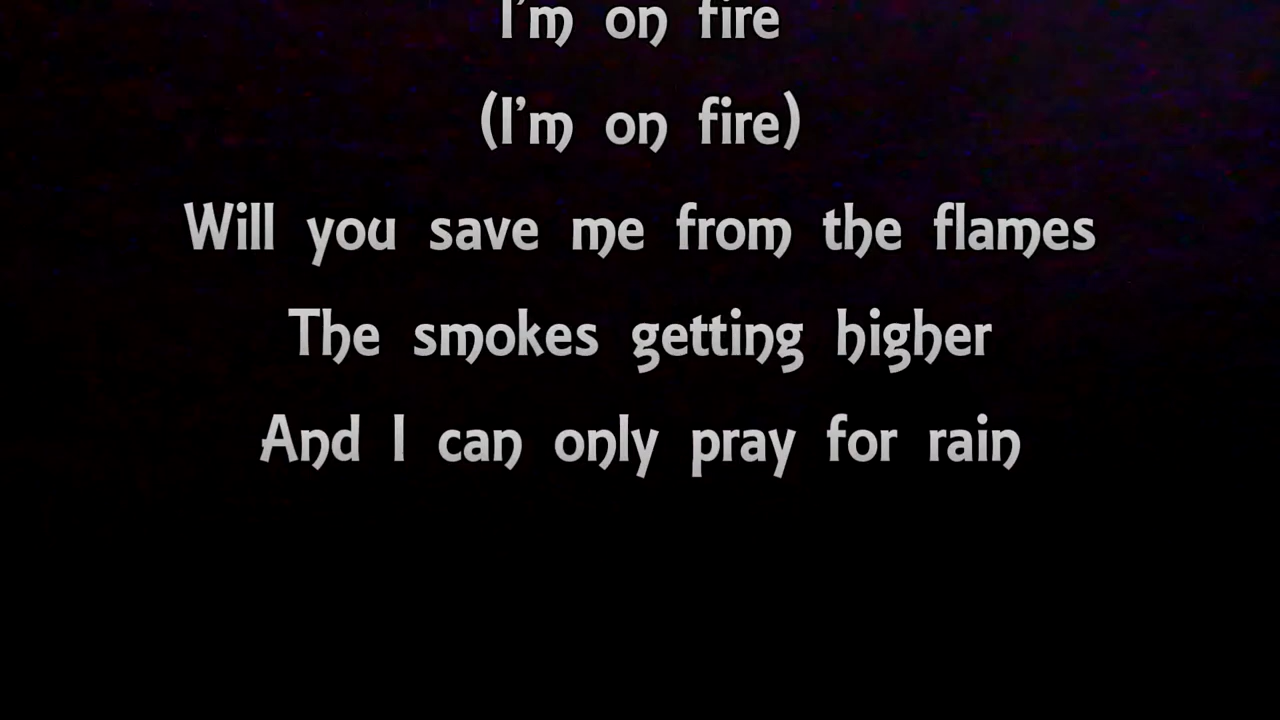 I'm on fire
(I'm on fire)
Will you save me from the flames
The smokes getting higher
And I can only pray for rain